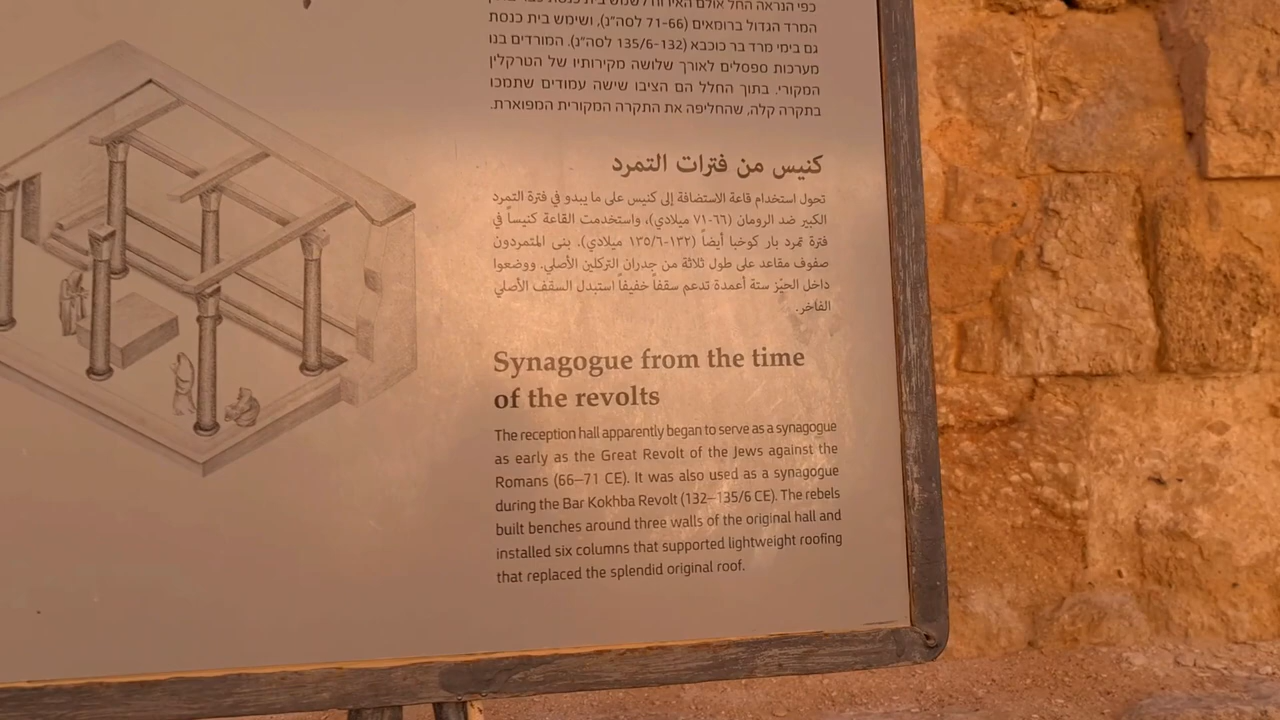 כפי הנראה החל אולם האירוח לשמש בית כנסת כבר
המרד הגדול ברומאים (66–71 לסה"נ), ושימש בית כנסת
גם בימי מרד בר כוכבא (132–135/6 לסה"נ). המורדים בנו
מערכות ספסלים לאורך שלושה מקירותיו של הטרקלין
המקורי. בתוך החלל הם הציבו שישה עמודים שתמכו
בתקרה קלה, שהחליפה את התקרה המקורית המפוארת.
كنيس من فترات التمرد
تحول استخدام قاعة الاستضافة إلى كنيس على ما يبدو في فترة التمرد
الكبير ضد الرومان (٦٦-٧١ ميلادي)، واستخدمت القاعة كنيساً في
فترة تمرد بار كوخبا أيضاً (١٣٢-١٣٥/٦ ميلادي). بنى المتمردون
صفوف مقاعد على طول ثلاثة من جدران التركلين الأصلي. ووضعوا
داخل الحيّز ستة أعمدة تدعم سقفاً خفيفاً استبدل السقف الأصلي
الفاخر.
Synagogue from the time
of the revolts
The reception hall apparently began to serve as a synagogue
as early as the Great Revolt of the Jews against the
Romans (66–71 CE). It was also used as a synagogue
during the Bar Kokhba Revolt (132–135/6 CE). The rebels
built benches around three walls of the original hall and
installed six columns that supported lightweight roofing
that replaced the splendid original roof.